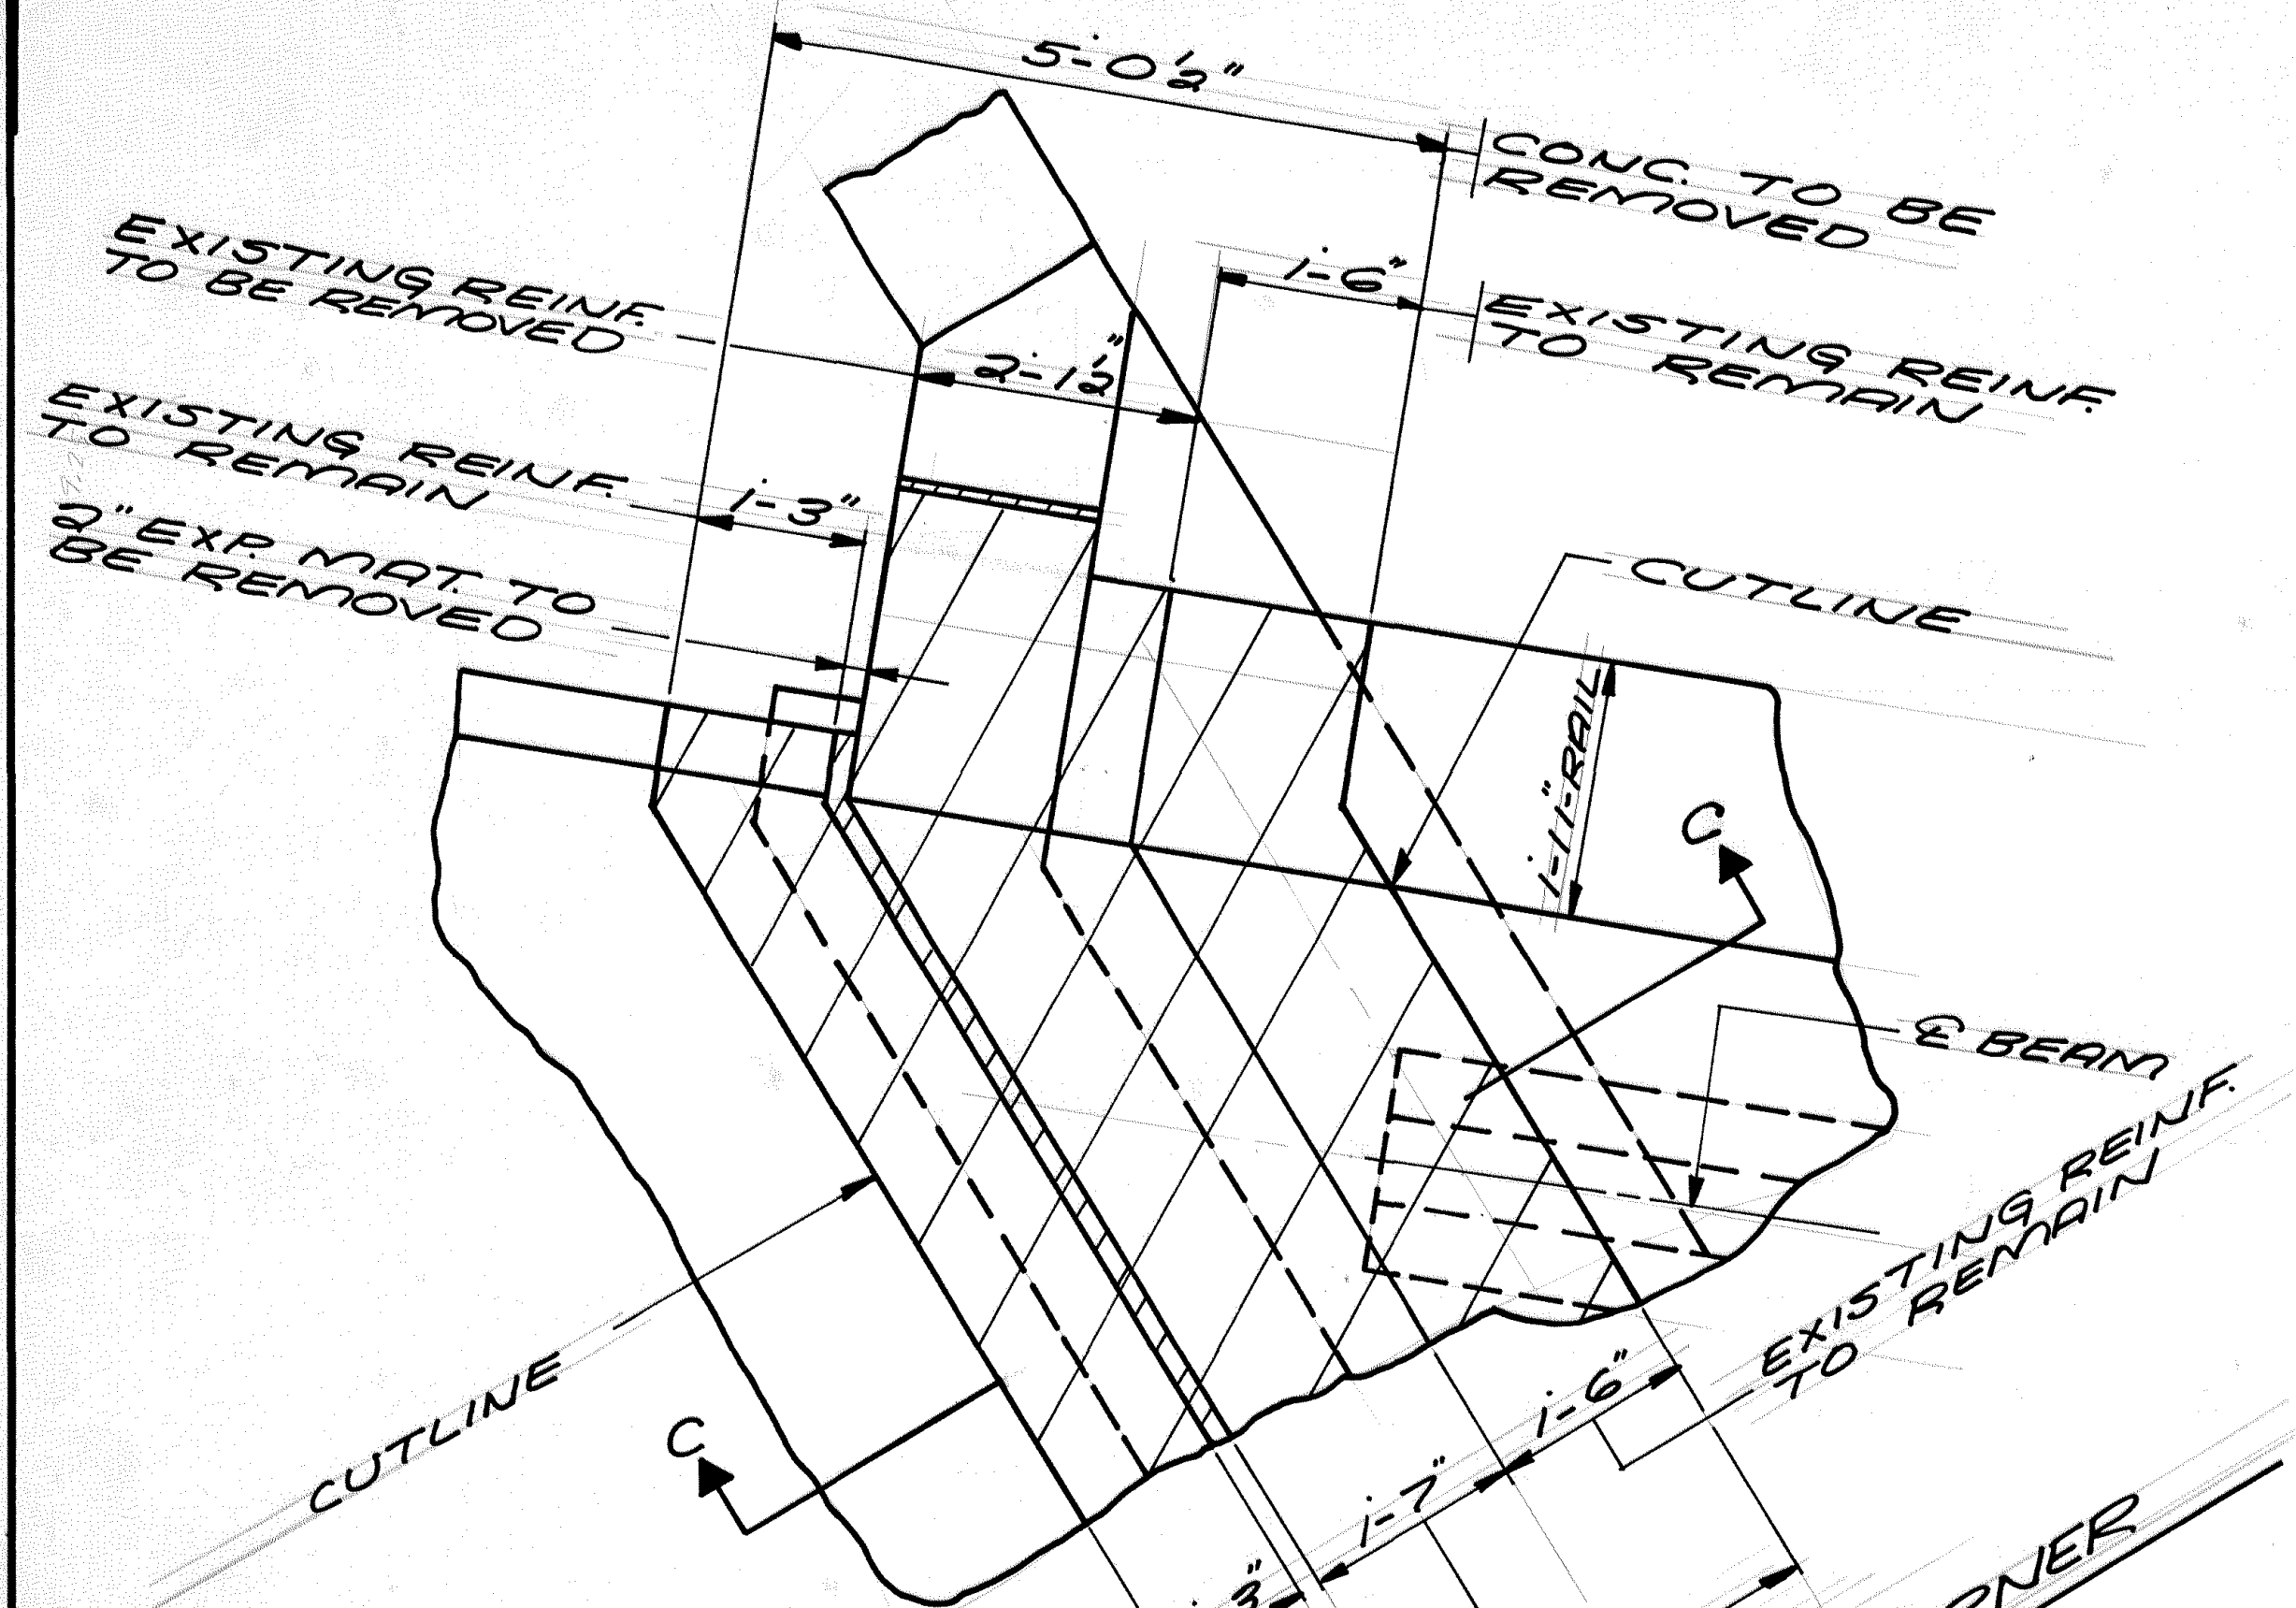 5'-0½"
CONC. TO BE
REMOVED
1'-6"
EXISTING REINF.
TO REMAIN
EXISTING REINF.
TO BE REMOVED
2'-1½"
EXISTING REINF.
TO REMAIN
1'-3"
2" EXP. MAT. TO
BE REMOVED
CUTLINE
1'-11"-RAIL
C
℄ BEAM
EXISTING REINF.
TO REMAIN
CUTLINE
C
1'-6"
1'-7"
3"